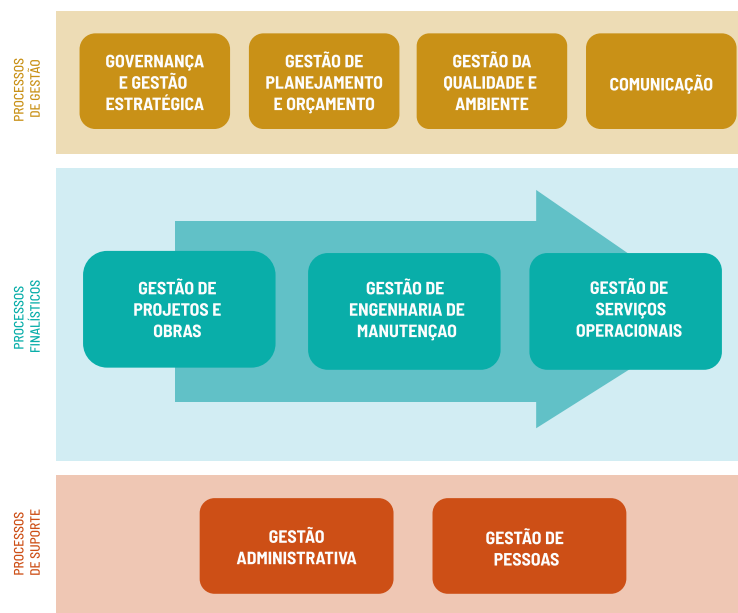 PROCESSOS
DE GESTÃO
GOVERNANÇA
E GESTÃO
ESTRATÉGICA
GESTÃO DE
PLANEJAMENTO
E ORÇAMENTO
GESTÃO DA
QUALIDADE E
AMBIENTE
COMUNICAÇÃO
PROCESSOS
FINALÍSTICOS
GESTÃO DE
PROJETOS E
OBRAS
GESTÃO DE
ENGENHARIA DE
MANUTENÇAO
GESTÃO DE
SERVIÇOS
OPERACIONAIS
PROCESSOS
DE SUPORTE
GESTÃO
ADMINISTRATIVA
GESTÃO DE
PESSOAS